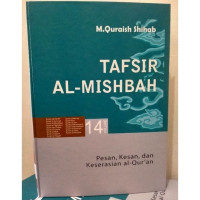 M.Quraish Shihab
TAFSIR
AL-MISHBAH
14
Pesan, Kesan, dan
Keserasian al-Qur'an